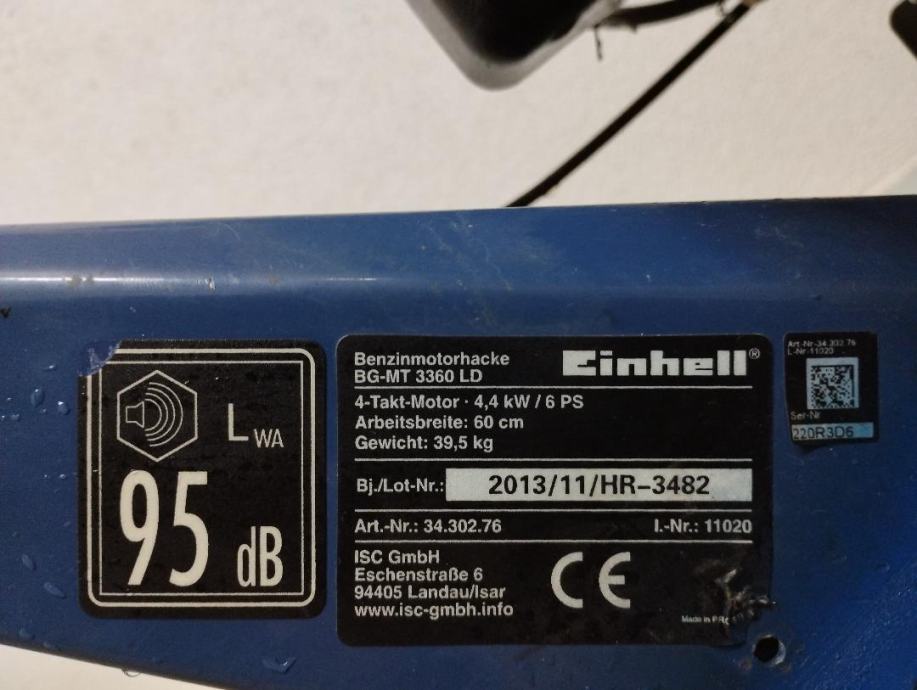 LWA
95 dB
Benzinmotorhacke
BG-MT 3360 LD
Einhell®
4-Takt-Motor · 4,4 kW / 6 PS
Arbeitsbreite: 60 cm
Gewicht: 39,5 kg
Bj./Lot-Nr.: 2013/11/HR-3482
Art.-Nr.: 34.302.76 I.-Nr.: 11020
ISC GmbH
Eschenstraße 6
94405 Landau/Isar
www.isc-gmbh.info
CE
Made in
Art-Nr-34.302.76
I.-Nr-11020
Ser-Nr
220R3D6